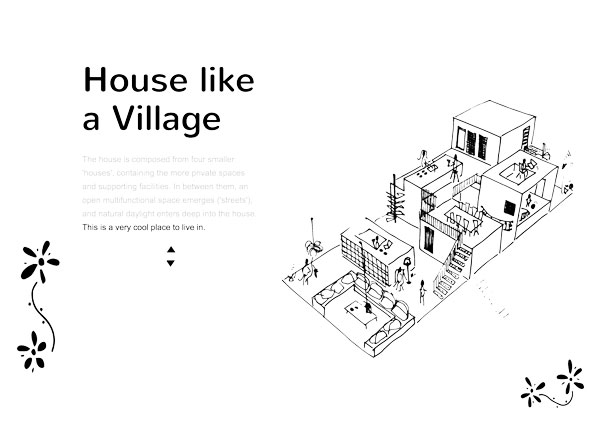 House like
a Village
The house is composed from four smaller
'houses', containing the more private spaces
and supporting facilities. In between them, an
open multifunctional space emerges ('streets'),
and natural daylight enters deep into the house.
This is a very cool place to live in.